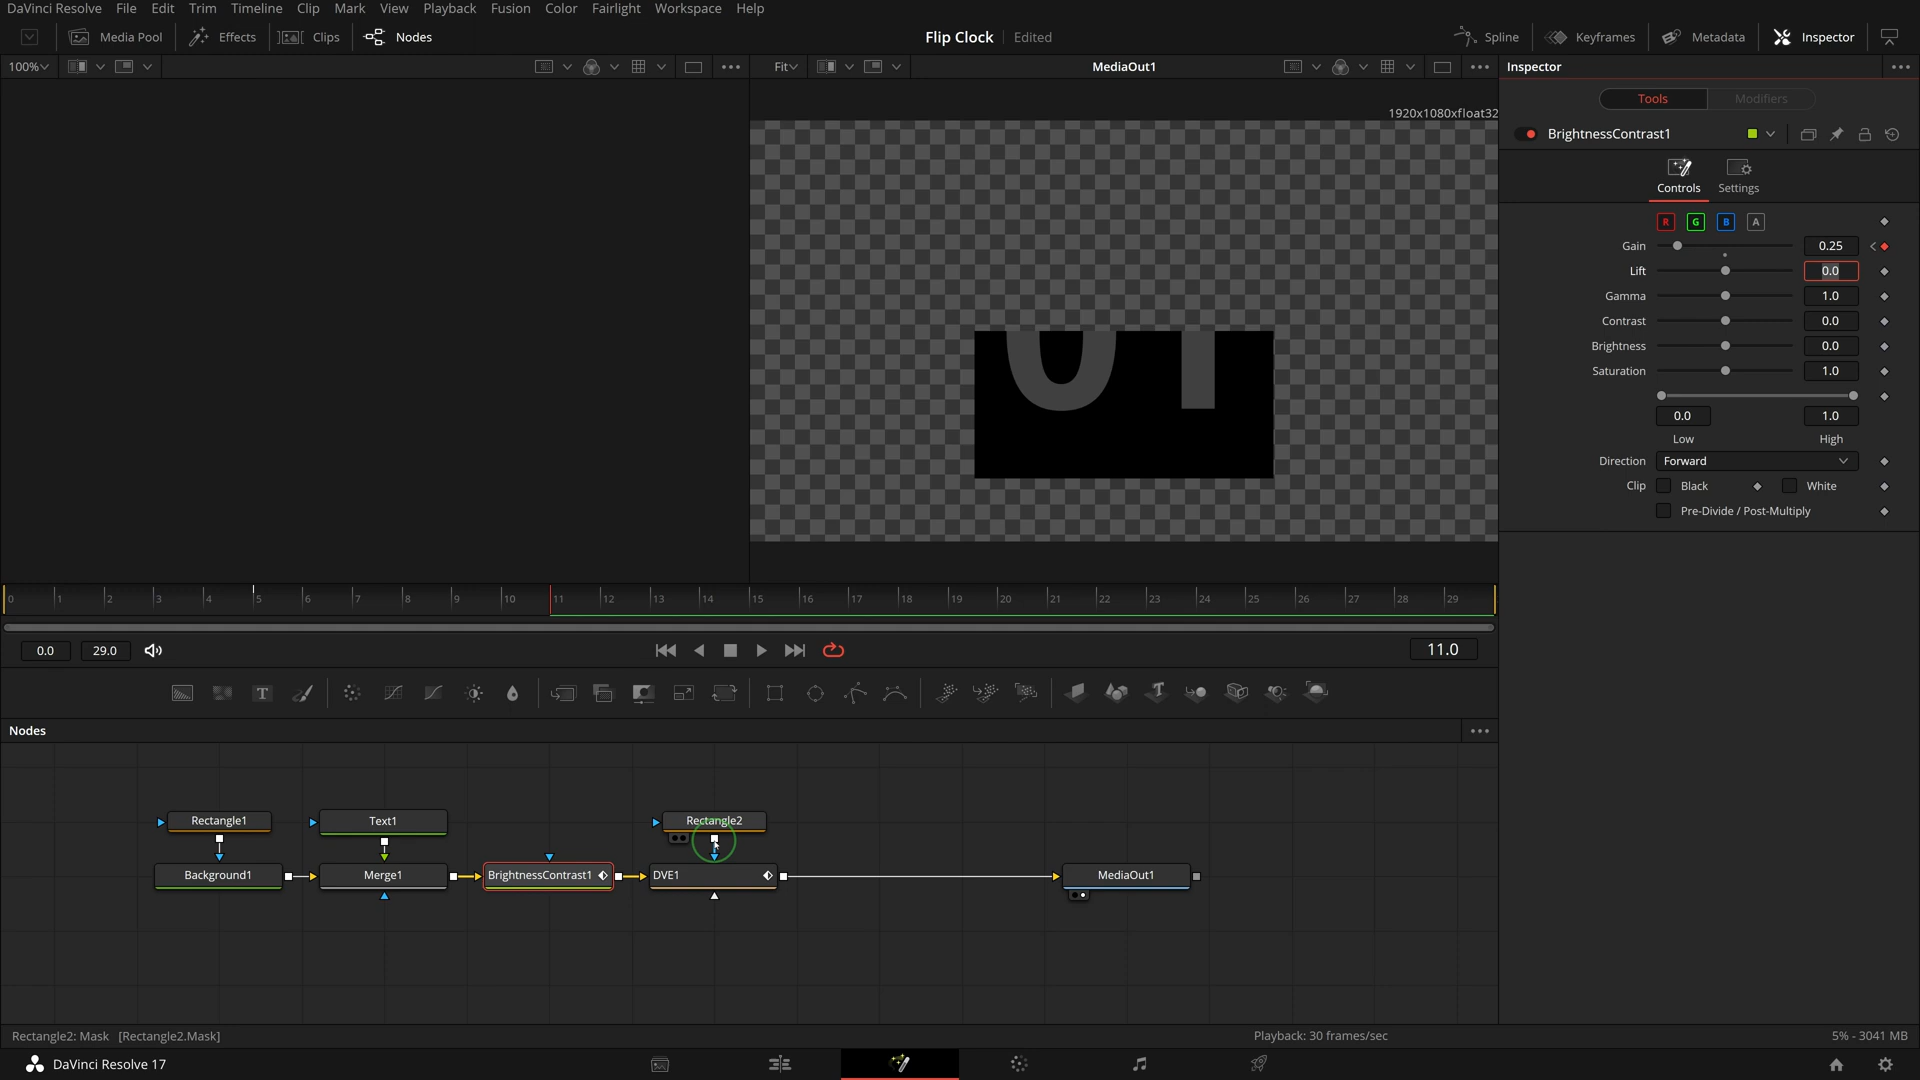 DaVinci Resolve File Edit Trim Timeline Clip Mark View Playback Fusion Color Fairlight Workspace Help
Media Pool Effects Clips Nodes Flip Clock Edited Spline Keyframes Metadata Inspector
100% Fit MediaOut1 Inspector
Tools Modifiers
1920x1080xfloat32
BrightnessContrast1
Controls Settings
R G B A
Gain 0.25
Lift 0.0
Gamma 1.0
Contrast 0.0
Brightness 0.0
Saturation 1.0
0.0 1.0
Low High
Direction Forward
Clip Black White
Pre-Divide / Post-Multiply
01
0 1 2 3 4 5 6 7 8 9 10 11 12 13 14 15 16 17 18 19 20 21 22 23 24 25 26 27 28 29
0.0 29.0 11.0
T
Nodes
Rectangle1 Text1 Rectangle2
Background1 Merge1 BrightnessContrast1 DVE1 MediaOut1
Rectangle2: Mask [Rectangle2.Mask] Playback: 30 frames/sec 5% - 3041 MB
DaVinci Resolve 17